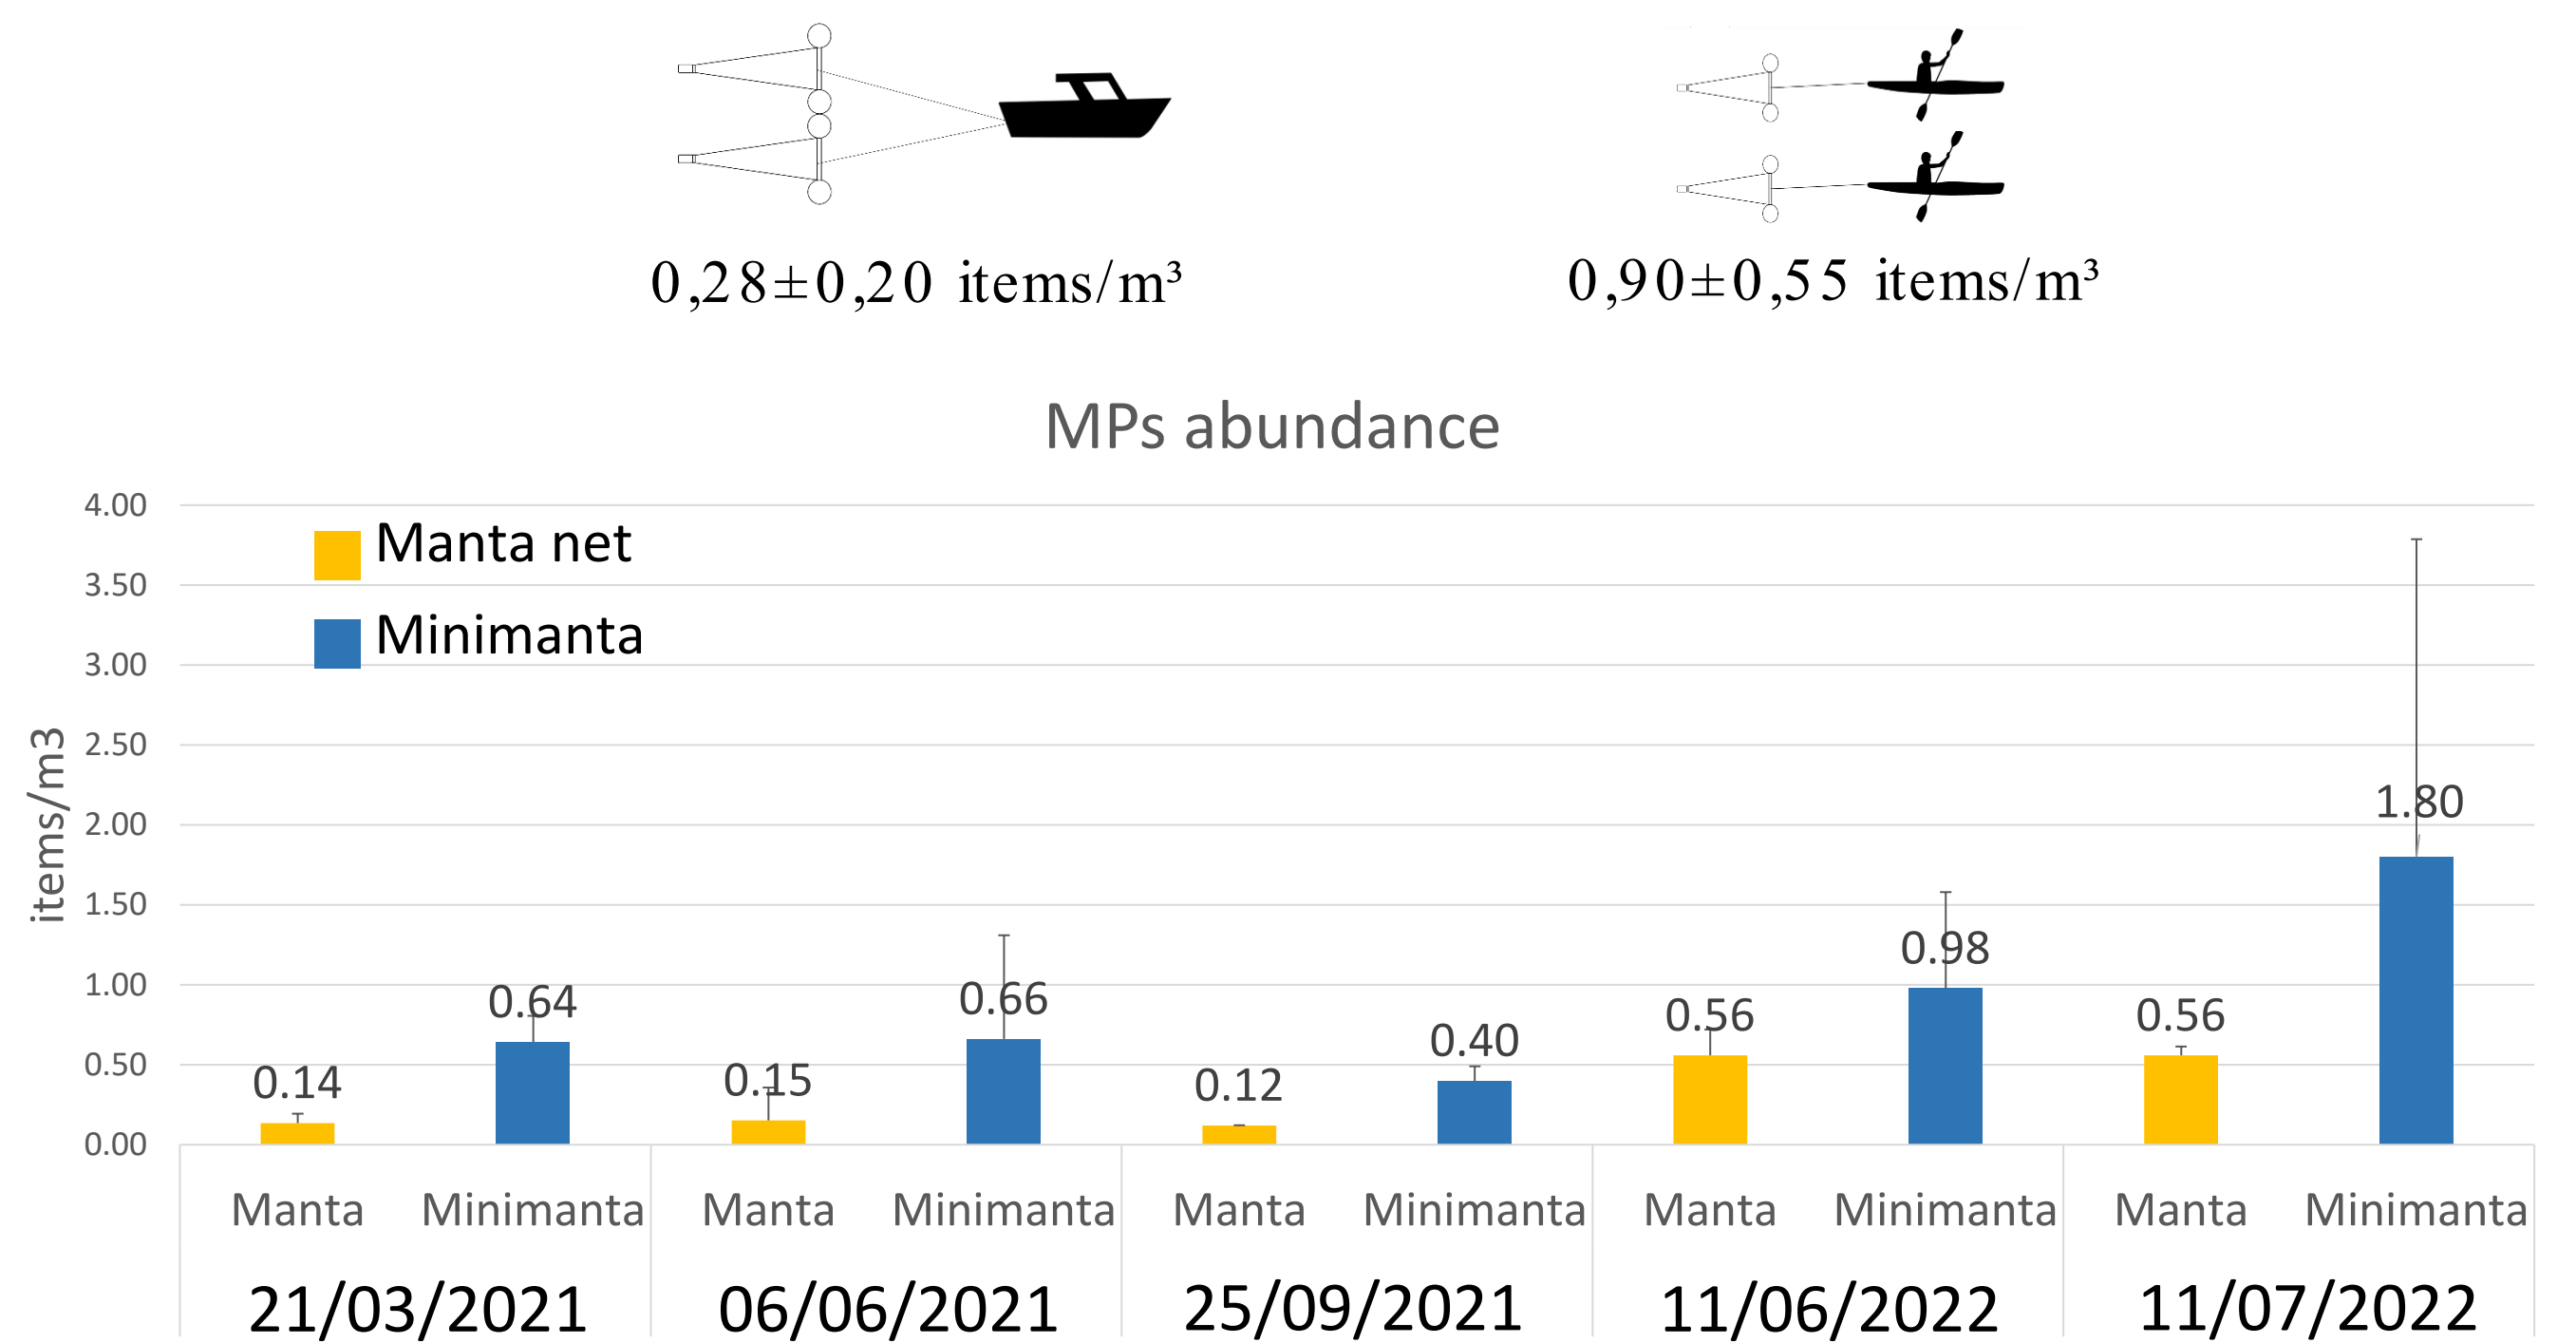 0,28±0,20 items/m³
0,90±0,55 items/m³
MPs abundance
4.00
3.50
3.00
2.50
2.00
1.50
1.00
0.50
0.00
items/m3
Manta net
Minimanta
0.14
0.64
0.15
0.66
0.12
0.40
0.56
0.98
0.56
1.80
Manta Minimanta Manta Minimanta Manta Minimanta Manta Minimanta Manta Minimanta
21/03/2021 06/06/2021 25/09/2021 11/06/2022 11/07/2022